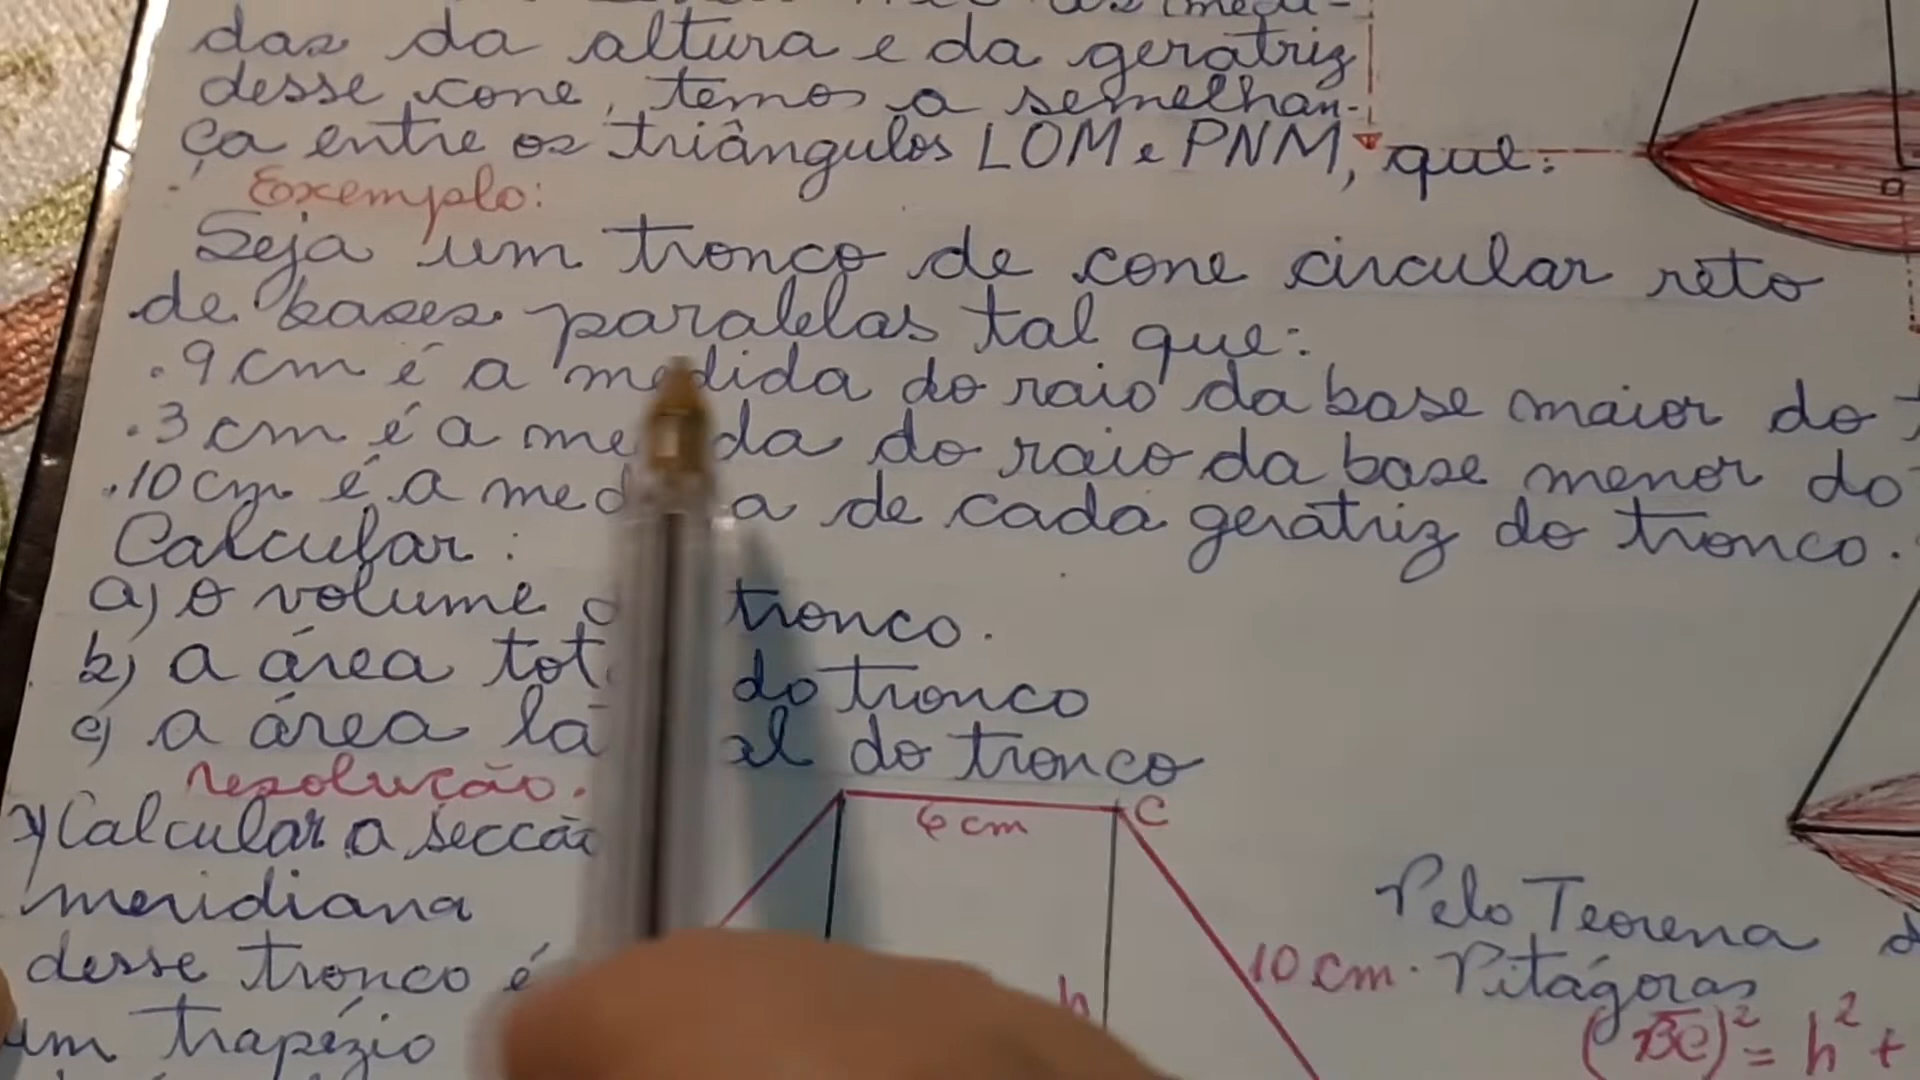 das da altura e da geratriz
desse cone, temos a semelhan-
ça entre os triângulos LOM e PNM, que:
Exemplo:
Seja um tronco de cone circular reto
de bases paralelas tal que:
.9 cm é a medida do raio da base maior do
.3 cm é a me da do raio da base menor do
.10 cm é a med a de cada geratriz do tronco.
Calcular:
a) o volume tronco.
b) a área tot do tronco
c) a área la al do tronco
resolução.
Calcular a secção
meridiana
desse tronco é
um trapézio
6 cm
C
10 cm.
h
Pelo Teorena d
Pitágoras
(BC)² = h² +